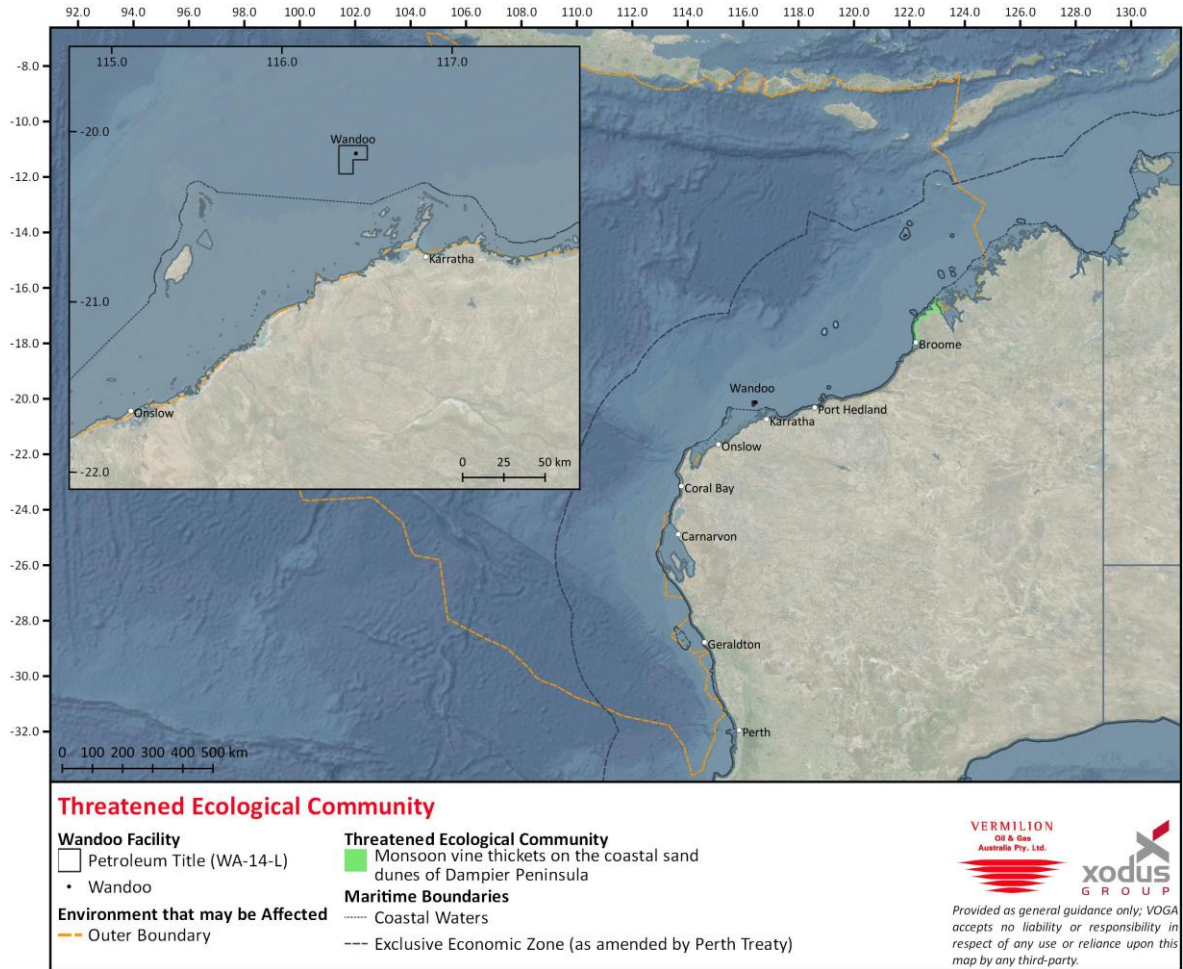 92.0 94.0 96.0 98.0 100.0 102.0 104.0 106.0 108.0 110.0 112.0 114.0 116.0 118.0 120.0 122.0 124.0 126.0 128.0 130.0
-8.0
-10.0
-12.0
-14.0
-16.0
-18.0
-20.0
-22.0
-24.0
-26.0
-28.0
-30.0
-32.0
115.0 116.0 117.0
-20.0
-21.0
-22.0
Wandoo
Karratha
Onslow
0 25 50 km
Broome
Wandoo
Port Hedland
Karratha
Onslow
Coral Bay
Carnarvon
Geraldton
Perth
0 100 200 300 400 500 km
Threatened Ecological Community
Wandoo Facility
Petroleum Title (WA-14-L)
Wandoo
Environment that may be Affected
Outer Boundary
Threatened Ecological Community
Monsoon vine thickets on the coastal sand
dunes of Dampier Peninsula
Maritime Boundaries
Coastal Waters
Exclusive Economic Zone (as amended by Perth Treaty)
VERMILION
Oil & Gas
Australia Pty. Ltd.
xodus
GROUP
Provided as general guidance only; VOGA
accepts no liability or responsibility in
respect of any use or reliance upon this
map by any third-party.